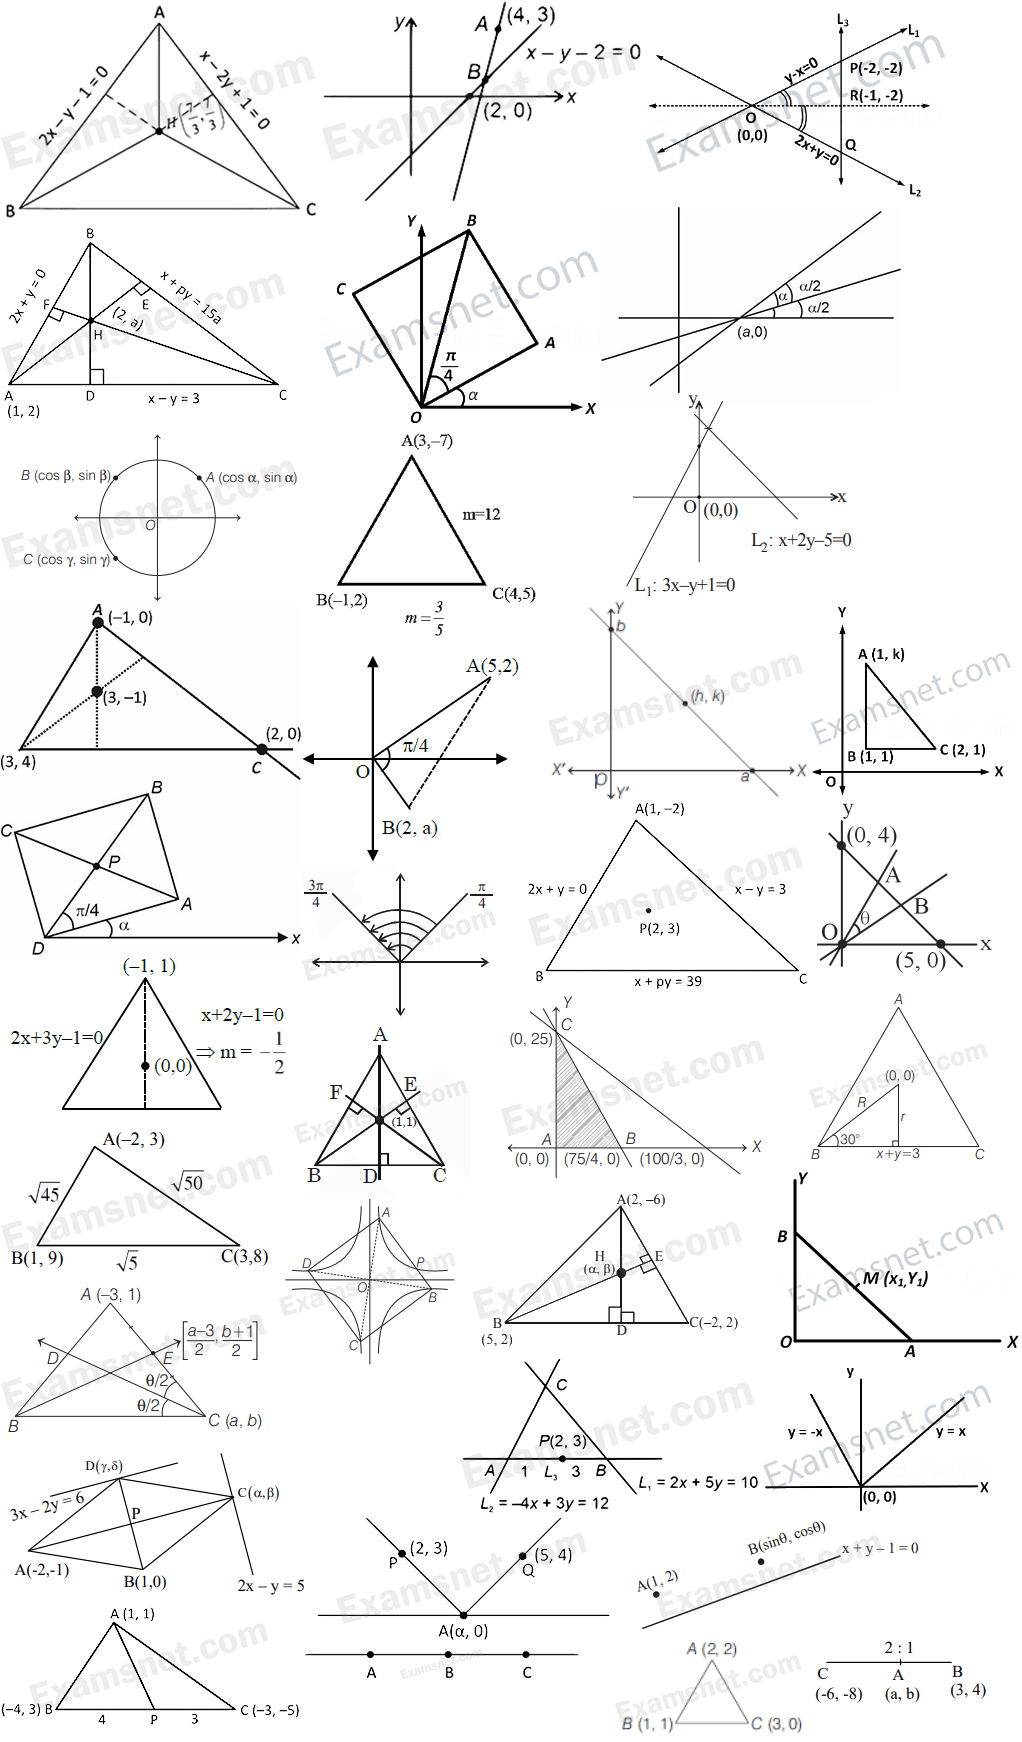 A
2x – y – 1 = 0
x – 2y + 1 = 0
H (7/3, 7/3)
B
C
y
A (4, 3)
x – y – 2 = 0
B
(2, 0)
x
L3
L1
y-x=0
P(-2, -2)
R(-1, -2)
O
(0,0)
2x+y=0
Q
L2
B
2x + y = 0
x + py = 15a
F
E
(2, a)
H
A
D
C
(1, 2)
x – y = 3
Y
B
C
A
π/4
α
O
X
α
α/2
α/2
(a,0)
B (cos β, sin β)
A (cos α, sin α)
O
C (cos γ, sin γ)
A(3,–7)
m=12
B(–1,2)
C(4,5)
m = 3/5
y
x
O
(0,0)
L2: x+2y–5=0
L1: 3x–y+1=0
A (–1, 0)
(3, –1)
(2, 0)
(3, 4)
C
A(5,2)
π/4
O
B(2, a)
Y
b
(h, k)
X′
O
a
X
Y′
Y
A (1, k)
B (1, 1)
C (2, 1)
O
X
B
C
P
π/4
A
α
D
x
3π/4
π/4
A(1, –2)
2x + y = 0
x – y = 3
P(2, 3)
B
C
x + py = 39
y
(0, 4)
A
B
θ
O
x
(5, 0)
(–1, 1)
2x+3y–1=0
x+2y–1=0
⇒ m = –1/2
(0,0)
A
F
E
(1,1)
B
D
C
Y
C
(0, 25)
A
B
X
(0, 0)
(75/4, 0)
(100/3, 0)
A
(0, 0)
R
r
30°
B
x+y=3
C
A(–2, 3)
√45
√50
B(1, 9)
√5
C(3,8)
A
D
P
O
B
C
A(2, –6)
H
(α, β)
E
B
(5, 2)
D
C(–2, 2)
Y
B
M (x1,Y1)
O
A
X
A (–3, 1)
[a–3/2, b+1/2]
D
E
θ/2
θ/2
B
C (a, b)
C
P(2, 3)
A
1
L3
3
B
L1 = 2x + 5y = 10
L2 = –4x + 3y = 12
y
y = -x
y = x
(0, 0)
X
D(γ,δ)
3x – 2y = 6
C(α,β)
P
A(-2,-1)
B(1,0)
2x – y = 5
(2, 3)
P
(5, 4)
Q
A(α, 0)
A
B
C
B(sinθ, cosθ)
A(1, 2)
x + y – 1 = 0
A (1, 1)
(–4, 3) B
4
P
3
C (–3, –5)
A (2, 2)
B (1, 1)
C (3, 0)
2 : 1
C
A
B
(-6, -8)
(a, b)
(3, 4)
Examsnet.com